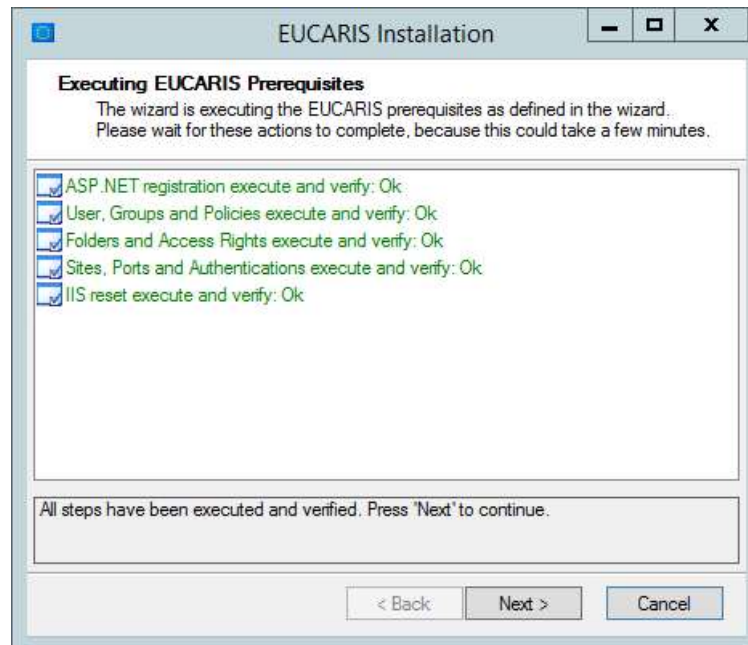 EUCARIS Installation
Executing EUCARIS Prerequisites
The wizard is executing the EUCARIS prerequisites as defined in the wizard.
Please wait for these actions to complete, because this could take a few minutes.
ASP.NET registration execute and verify: Ok
User, Groups and Policies execute and verify: Ok
Folders and Access Rights execute and verify: Ok
Sites, Ports and Authentications execute and verify: Ok
IIS reset execute and verify: Ok
All steps have been executed and verified. Press 'Next' to continue.
< Back Next > Cancel